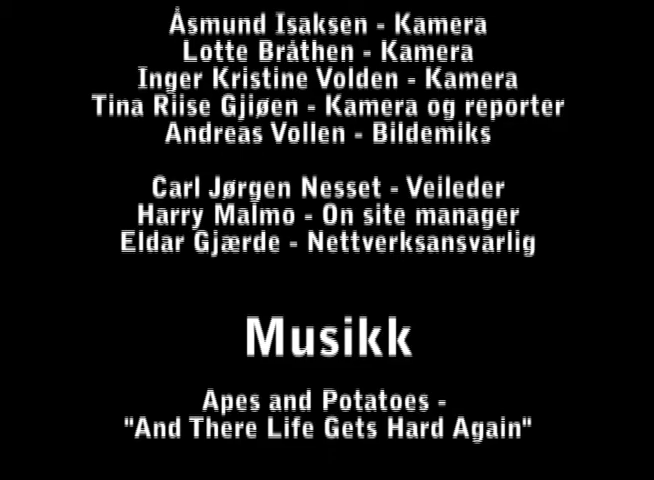 Åsmund Isaksen - Kamera
Lotte Bråthen - Kamera
Inger Kristine Volden - Kamera
Tina Riise Gjiøen - Kamera og reporter
Andreas Vollen - Bildemiks
Carl Jørgen Nesset - Veileder
Harry Malmo - On site manager
Eldar Gjærde - Nettverksansvarlig
Musikk
Apes and Potatoes -
"And There Life Gets Hard Again"